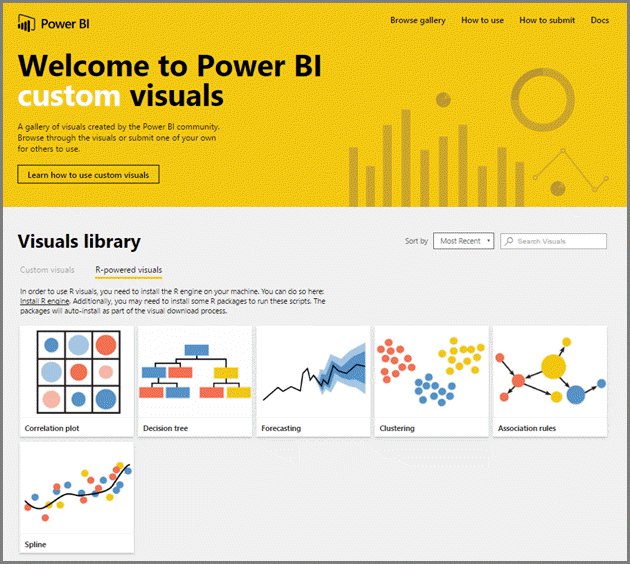 Power BI
Browse gallery
How to use
How to submit
Docs
Welcome to Power BI
custom visuals
A gallery of visuals created by the Power BI community.
Browse through the visuals or submit one of your own
for others to use.
Learn how to use custom visuals
Visuals library
Sort by
Most Recent
Search Visuals
Custom visuals
R-powered visuals
In order to use R visuals, you need to install the R engine on your machine. You can do so here:
Install R engine. Additionally, you may need to install some R packages to run these scripts. The
packages will auto-install as part of the visual download process.
Correlation plot
Decision tree
Forecasting
Clustering
Association rules
Spline